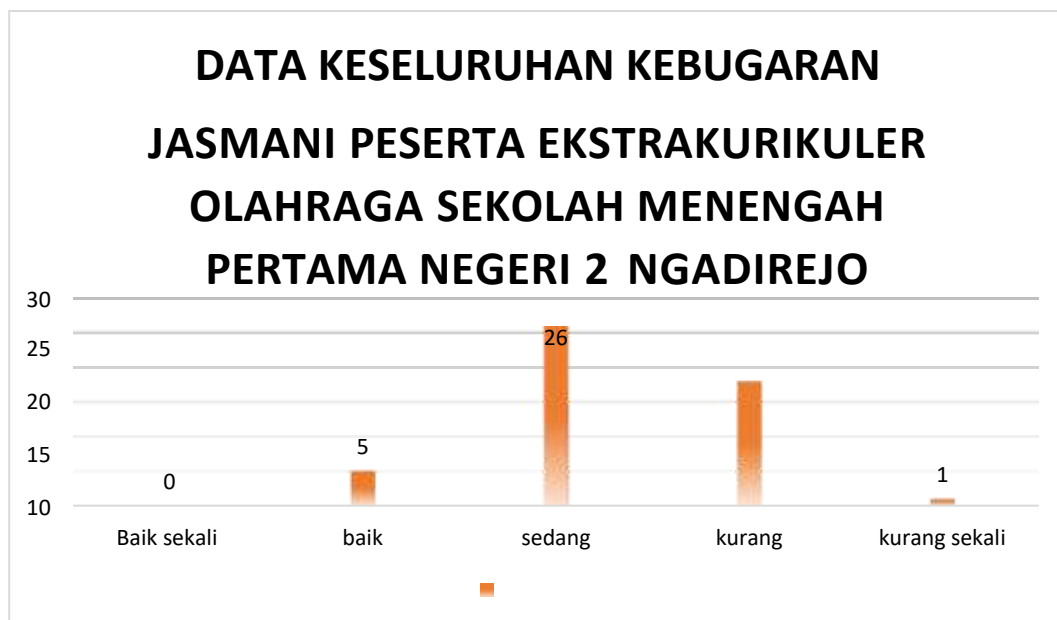 DATA KESELURUHAN KEBUGARAN
JASMANI PESERTA EKSTRAKURIKULER
OLAHRAGA SEKOLAH MENENGAH
PERTAMA NEGERI 2 NGADIREJO
30
25
20
15
10
0
5
26
1
Baik sekali
baik
sedang
kurang
kurang sekali